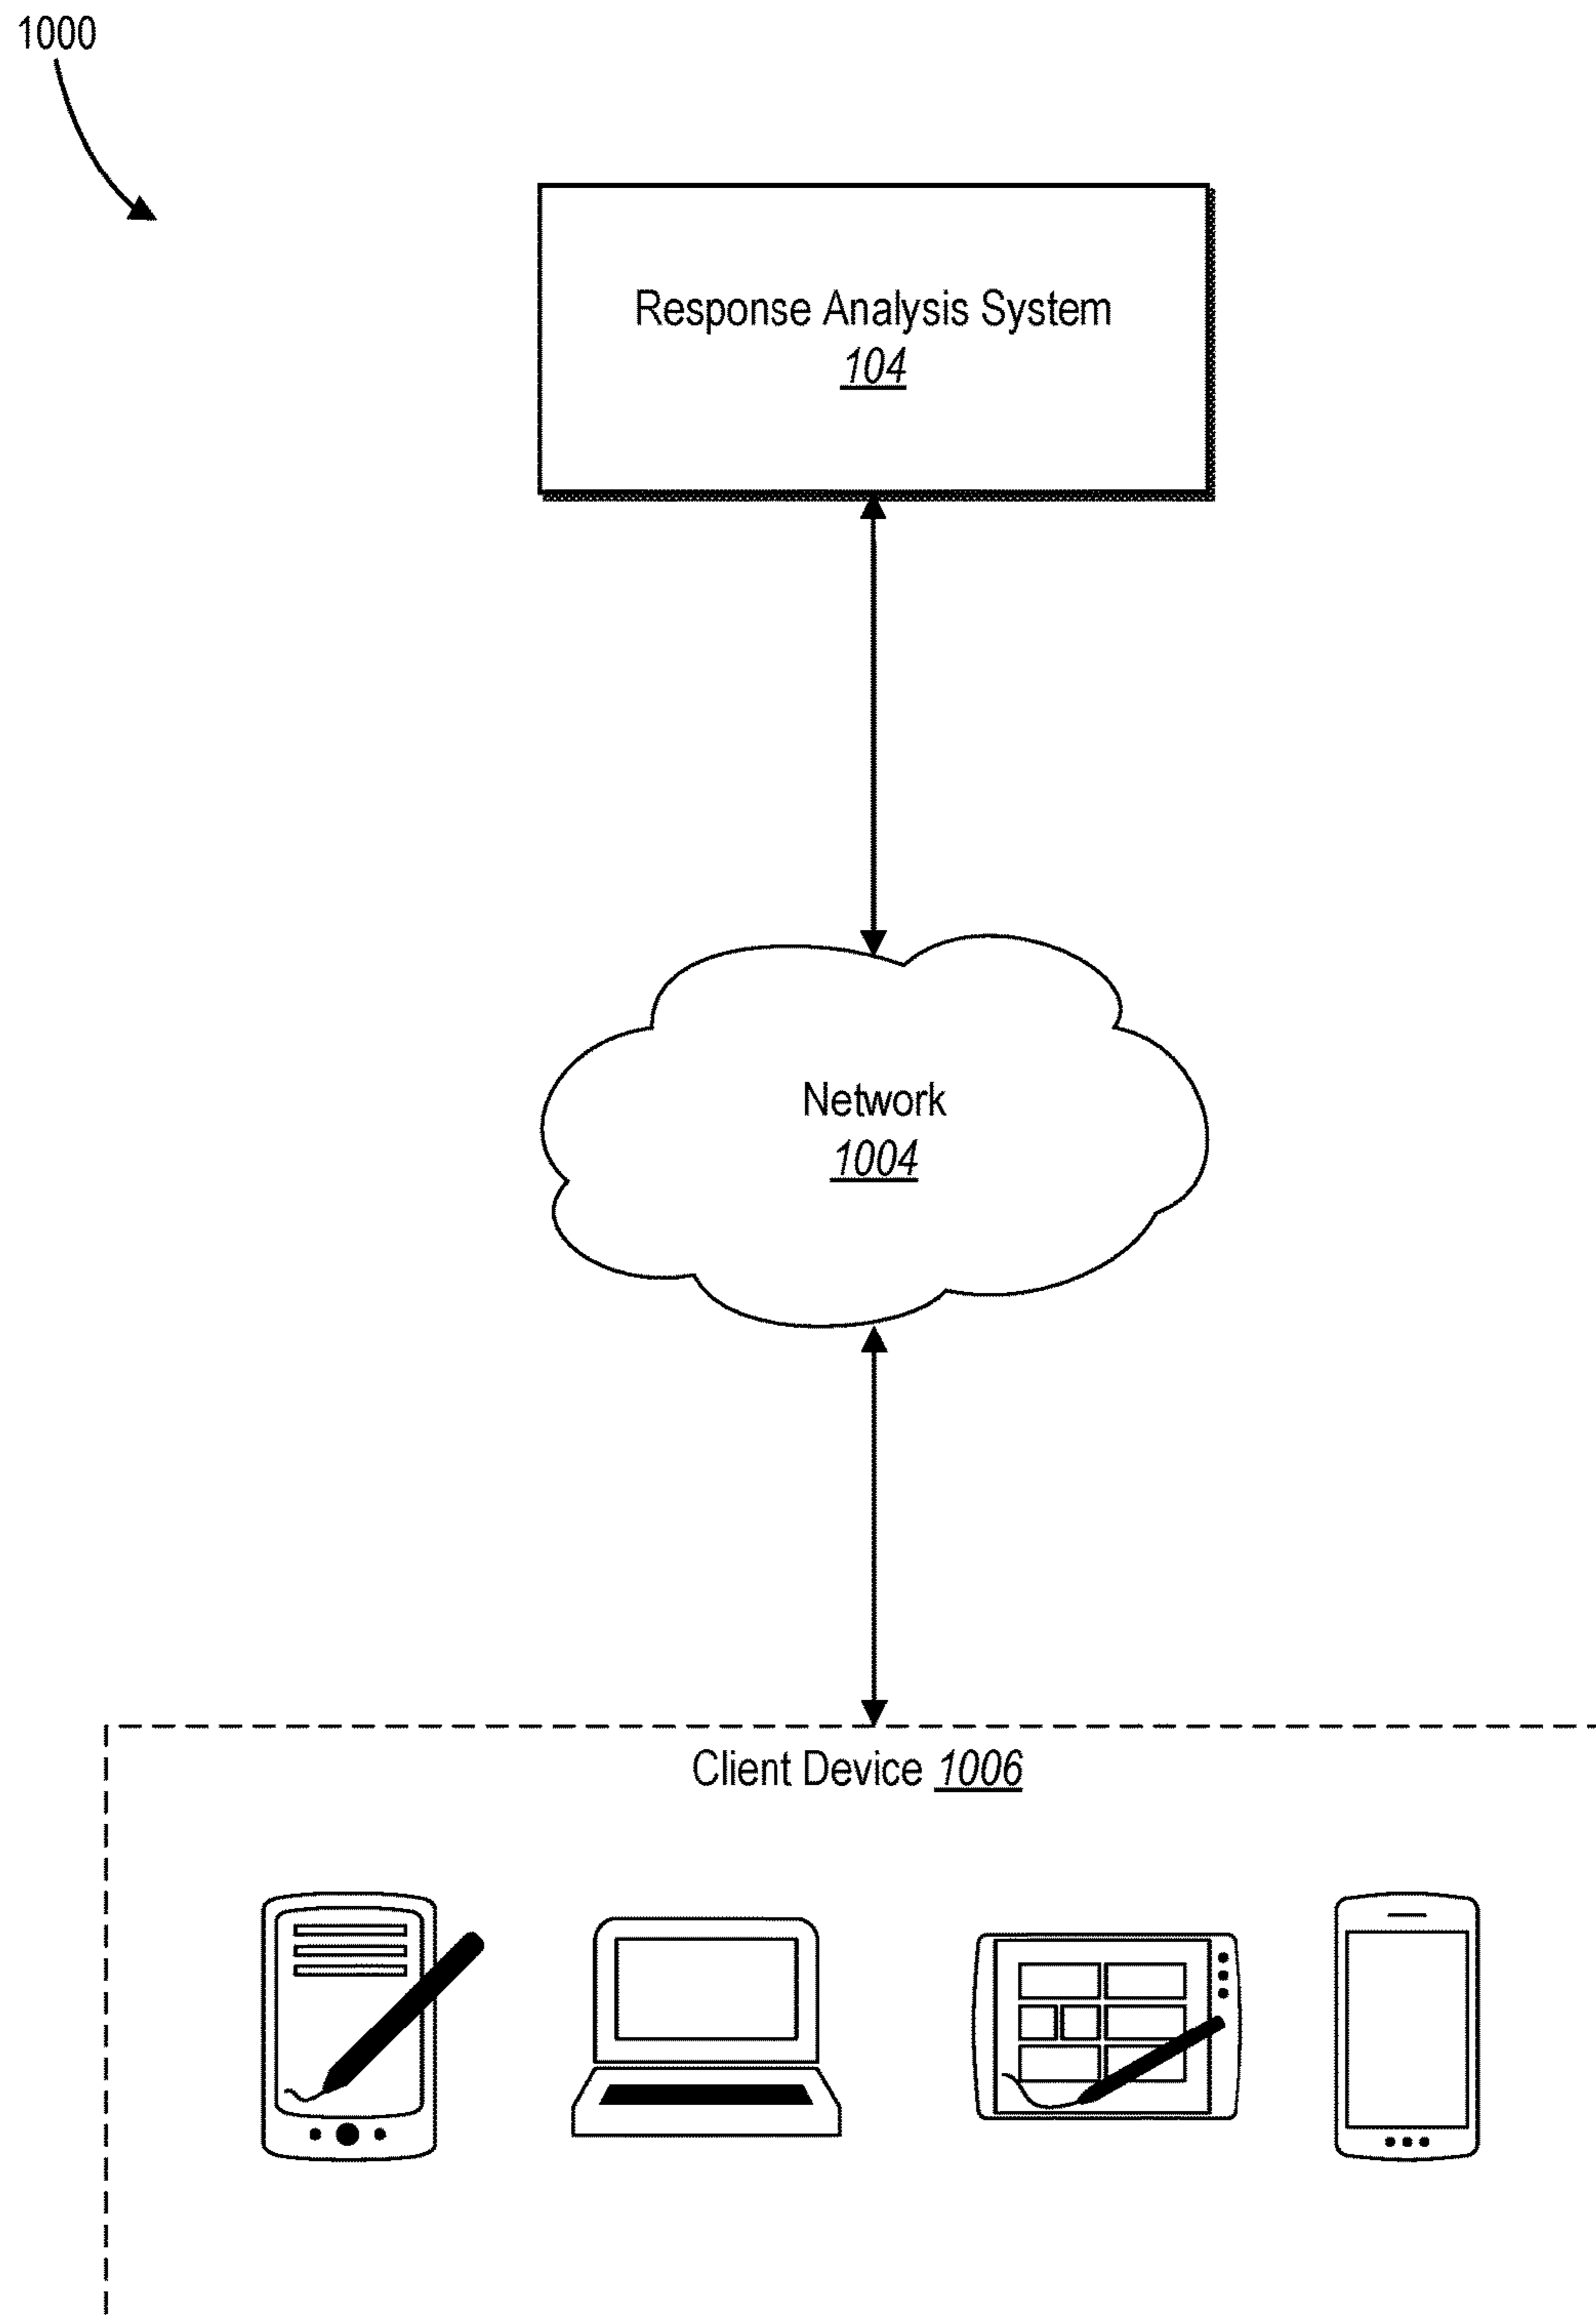 1000
Response Analysis System
104
Network
1004
Client Device 1006